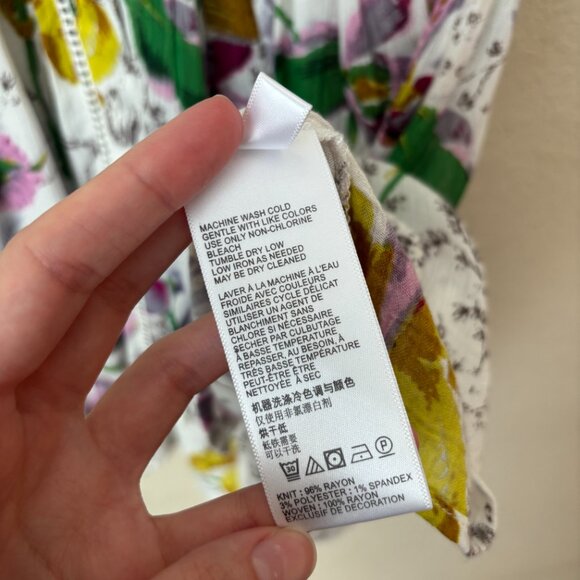 MACHINE WASH COLD
GENTLE WITH LIKE COLORS
USE ONLY NON-CHLORINE
BLEACH
TUMBLE DRY LOW
LOW IRON AS NEEDED
MAY BE DRY CLEANED
LAVER À LA MACHINE À L'EAU
FROIDE AVEC COULEURS
SIMILAIRES CYCLE DÉLICAT
UTILISER UN AGENT DE
BLANCHIMENT SANS
CHLORE SI NÉCESSAIRE
SÉCHER PAR CULBUTAGE
À BASSE TEMPÉRATURE
REPASSER, AU BESOIN, À
TRÈS BASSE TEMPÉRATURE
PEUT-ÊTRE ÊTRE
NETTOYÉE À SEC
机器洗涤冷色调与颜色
仅使用非氯漂白剂
烘干低
低铁需要
可以干洗
30 P
KNIT: 96% RAYON
3% POLYESTER; 1% SPANDEX
WOVEN: 100% RAYON
EXCLUSIF DE DECORATION